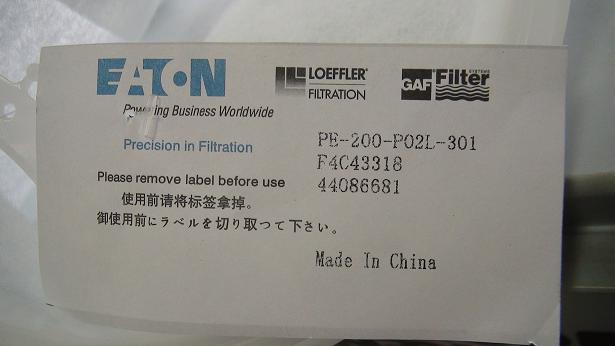 EATON
Powering Business Worldwide
LOEFFLER®
FILTRATION
GAF Filter SYSTEMS
Precision in Filtration
PE-200-P02L-301
F4C43318
44086681
Please remove label before use
使用前请将标签拿掉。
御使用前にラベルを切り取つて下さい。
Made In China